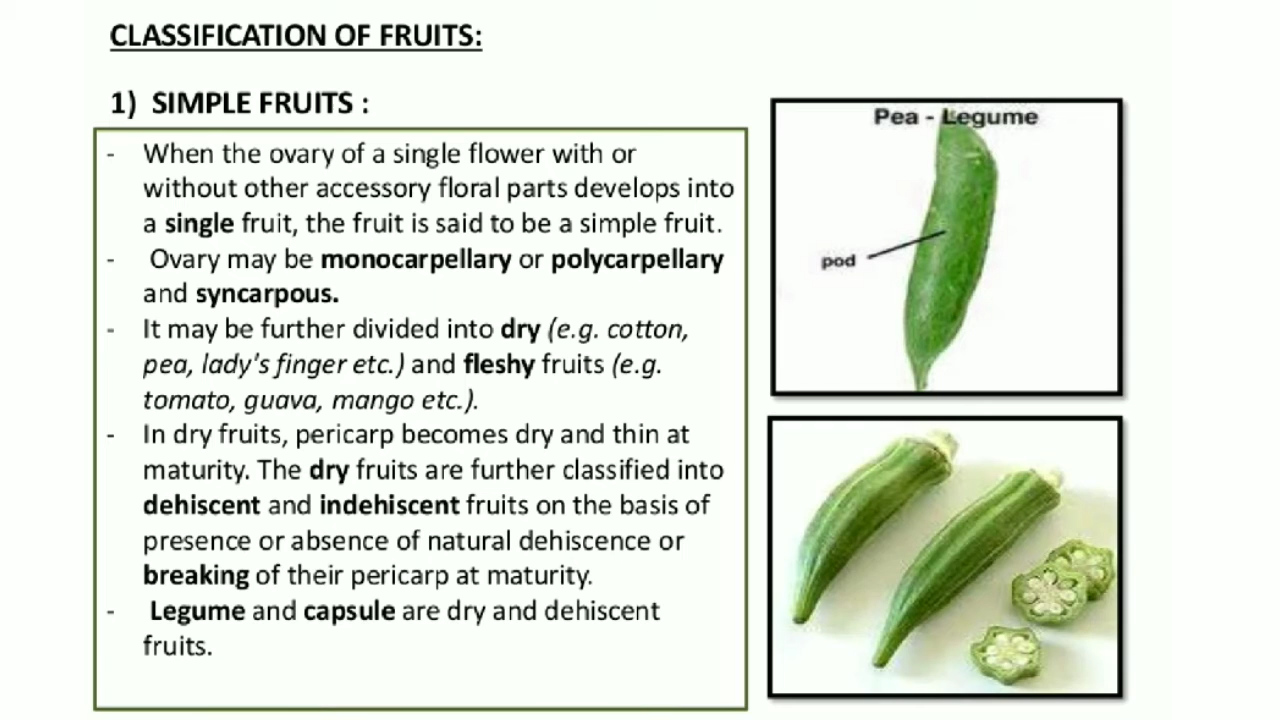 CLASSIFICATION OF FRUITS:
1) SIMPLE FRUITS :
- When the ovary of a single flower with or
without other accessory floral parts develops into
a single fruit, the fruit is said to be a simple fruit.
- Ovary may be monocarpellary or polycarpellary
and syncarpous.
- It may be further divided into dry (e.g. cotton,
pea, lady's finger etc.) and fleshy fruits (e.g.
tomato, guava, mango etc.).
- In dry fruits, pericarp becomes dry and thin at
maturity. The dry fruits are further classified into
dehiscent and indehiscent fruits on the basis of
presence or absence of natural dehiscence or
breaking of their pericarp at maturity.
- Legume and capsule are dry and dehiscent
fruits.
Pea - Legume
pod